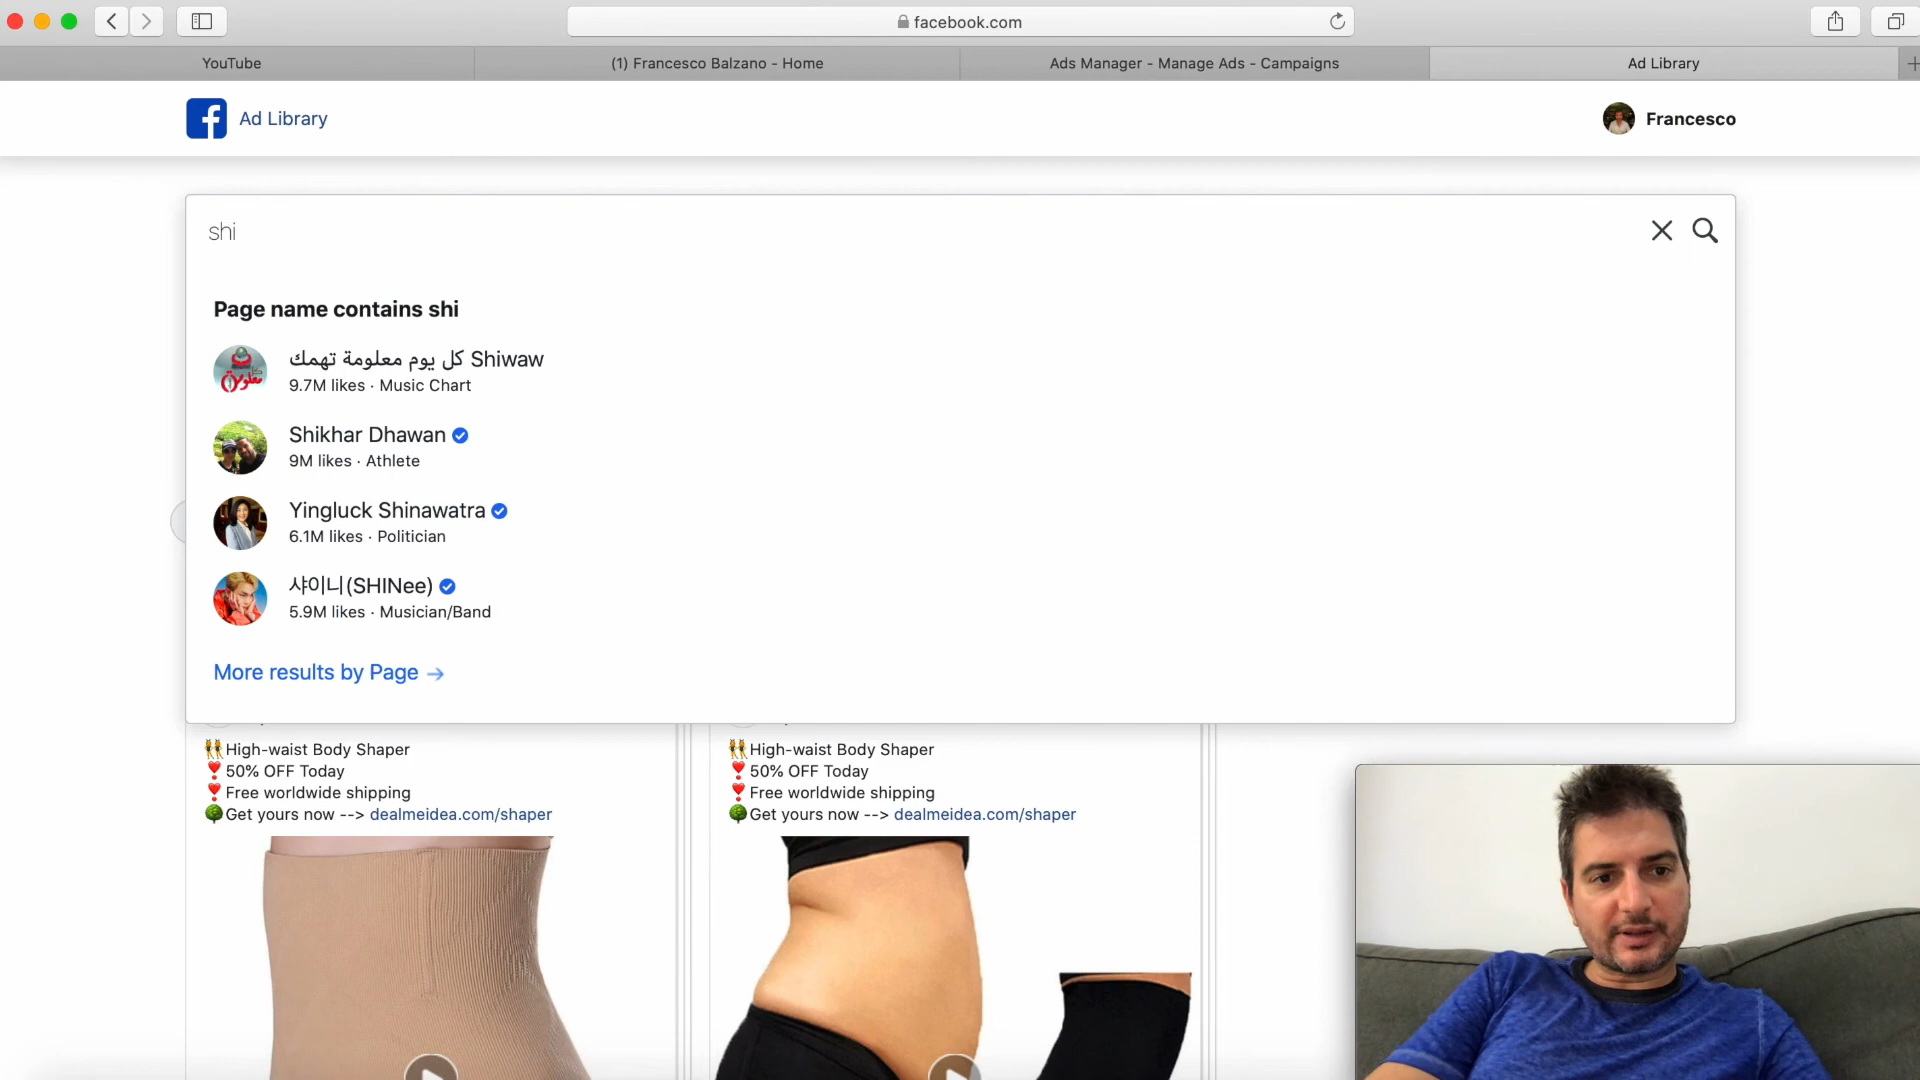 facebook.com
YouTube
(1) Francesco Balzano - Home
Ads Manager - Manage Ads - Campaigns
Ad Library
Ad Library
Francesco
shi
Page name contains shi
كل يوم معلومة تهمك Shiwaw
9.7M likes · Music Chart
Shikhar Dhawan
9M likes · Athlete
Yingluck Shinawatra
6.1M likes · Politician
샤이니(SHINee)
5.9M likes · Musician/Band
More results by Page →
👯High-waist Body Shaper
❣️50% OFF Today
❣️Free worldwide shipping
🌳Get yours now --> dealmeidea.com/shaper
👯High-waist Body Shaper
❣️50% OFF Today
❣️Free worldwide shipping
🌳Get yours now --> dealmeidea.com/shaper